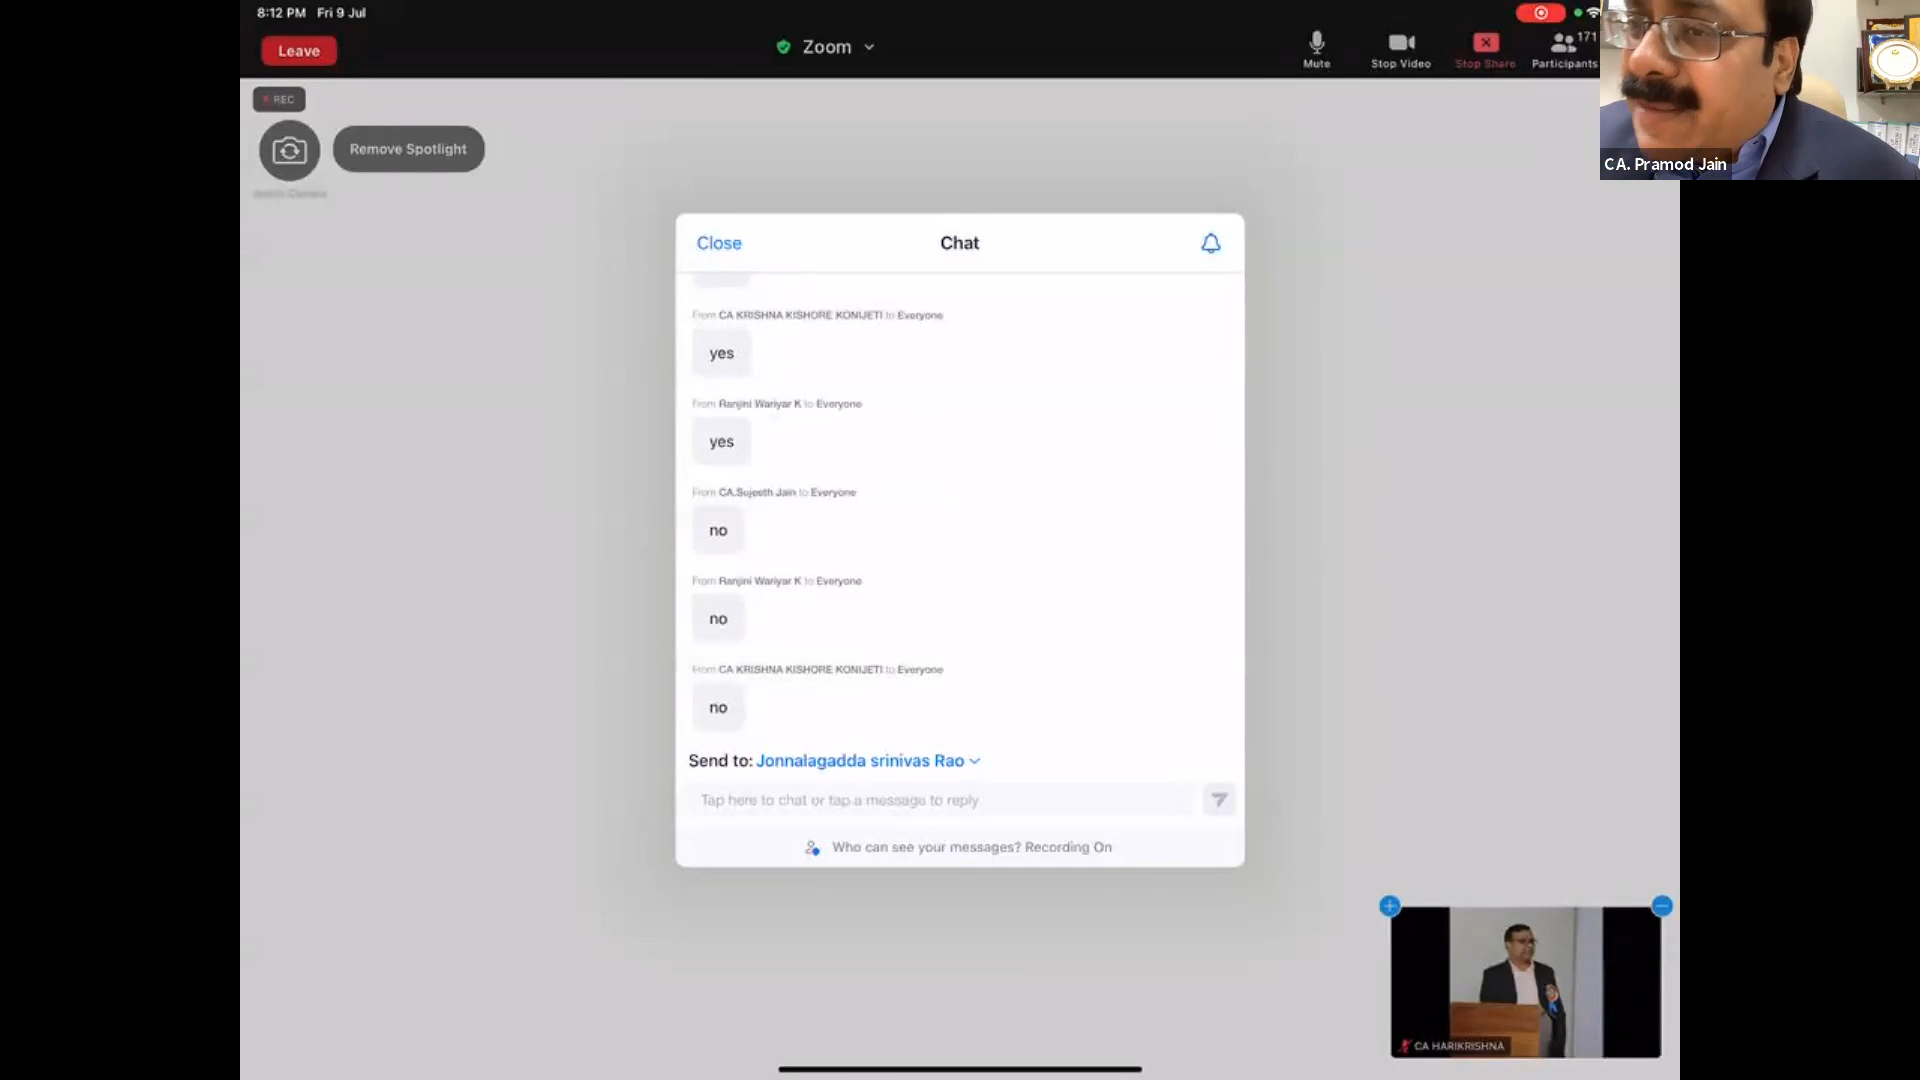 8:12 PM Fri 9 Jul
Leave
Zoom
Mute
Stop Video
Stop Share
171
Participants
CA. Pramod Jain
REC
Remove Spotlight
Close
Chat
From CA KRISHNA KISHORE KONIJETI to Everyone
yes
From Ranjini Wariyar K to Everyone
yes
From CA.Sujeeth Jain to Everyone
no
From Ranjini Wariyar K to Everyone
no
From CA KRISHNA KISHORE KONIJETI to Everyone
no
Send to: Jonnalagadda srinivas Rao
Tap here to chat or tap a message to reply
Who can see your messages? Recording On
CA HARIKRISHNA